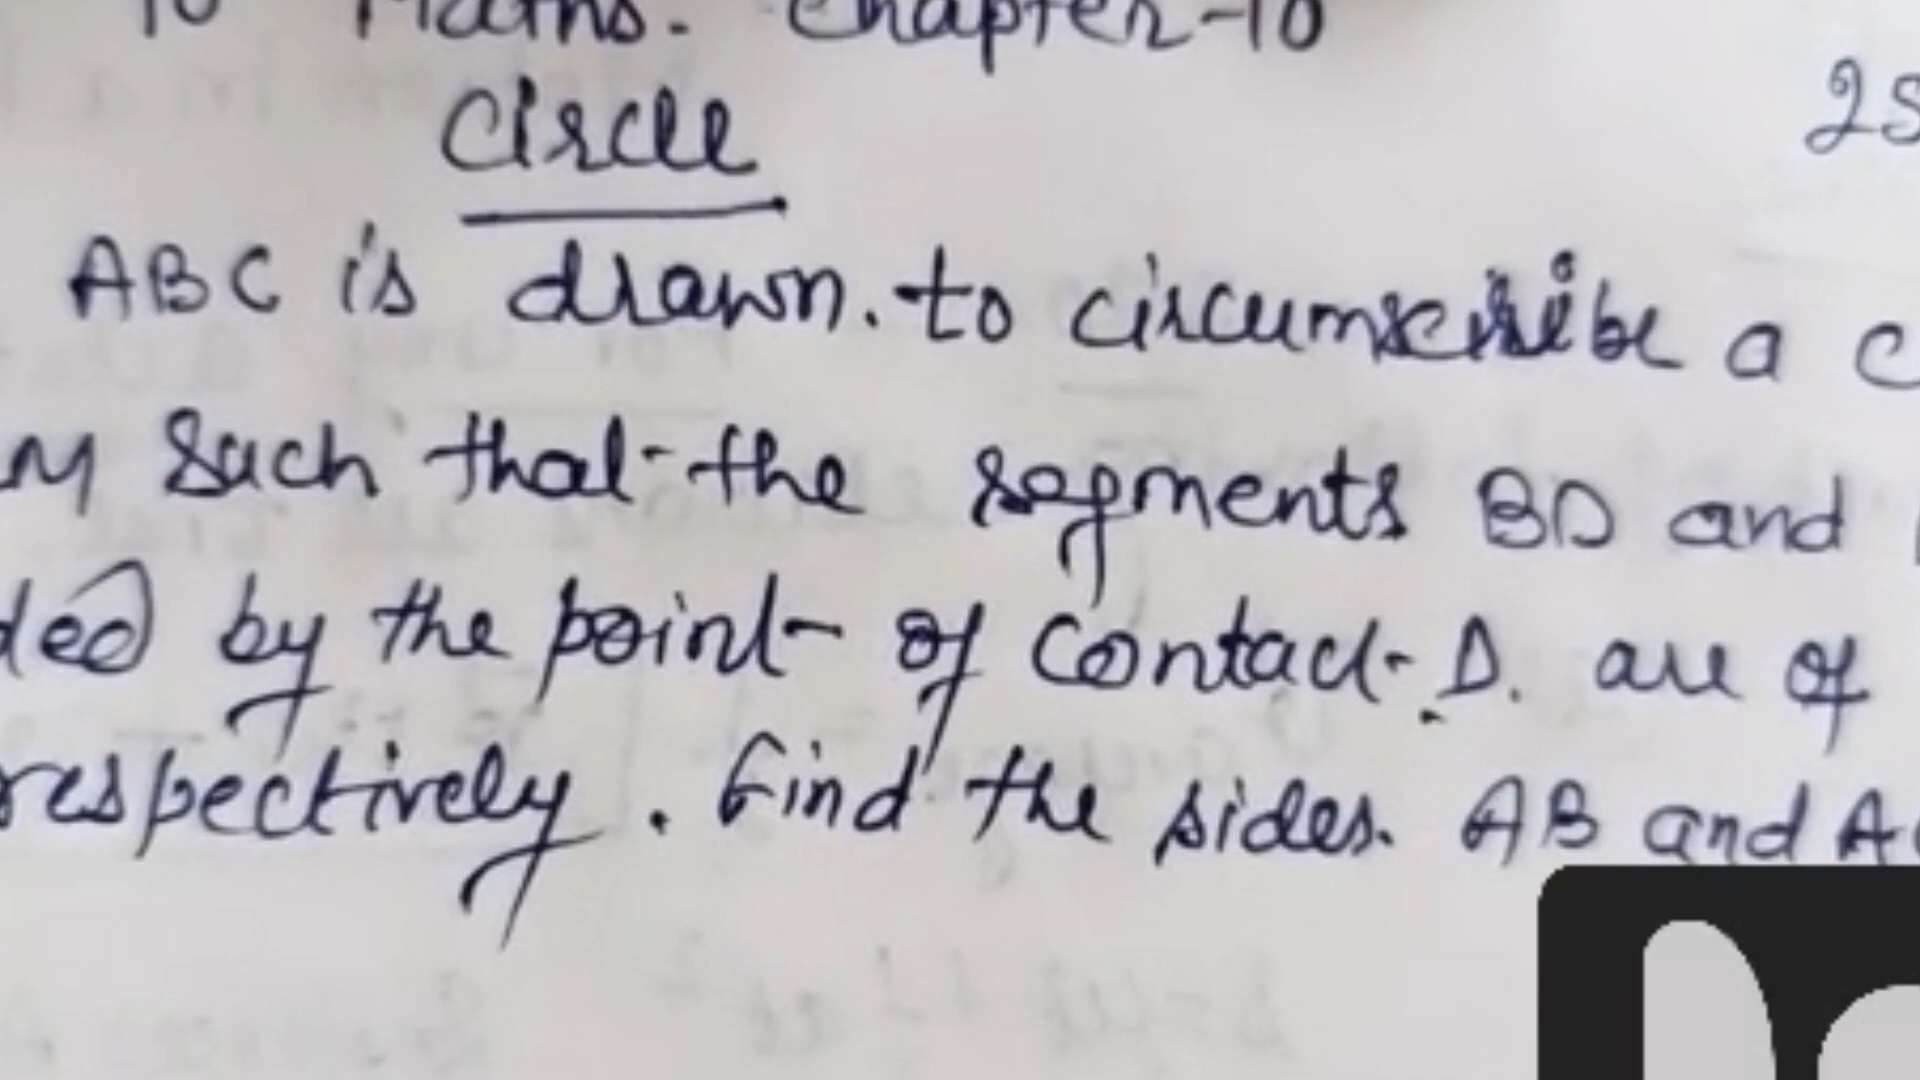 10 Maths. Chapter-10
Circle
25
ABC is drawn. to circumscribe a c
M Such that the segments BD and
ded by the point of Contact D. are of
respectively. Find the sides. AB and A